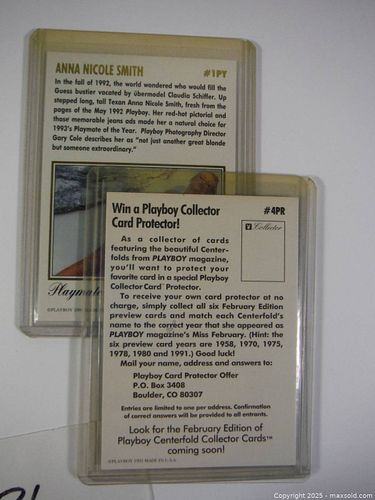 ANNA NICOLE SMITH #1PY
In the fall of 1992, the world wondered who would fill the
Guess bustier vacated by übermodel Claudia Schiffer. Up
stepped long, tall Texan Anna Nicole Smith, fresh from the
pages of the May 1992 Playboy. Her red-hot pictorial and
those memorable jeans ads made her a natural choice for
1993's Playmate of the Year. Playboy Photography Director
Gary Cole describes her as "not just another great blonde
but someone extraordinary."
Playmate
©PLAYBOY
Win a Playboy Collector #4PR
Card Protector!
Collector
As a collector of cards
featuring the beautiful Center-
folds from PLAYBOY magazine,
you'll want to protect your
favorite card in a special Playboy
Collector Card™ Protector.
To receive your own card protector at no
charge, simply collect all six February Edition
preview cards and match each Centerfold's
name to the correct year that she appeared as
PLAYBOY magazine's Miss February. (Hint: the
six preview card years are 1958, 1970, 1975,
1978, 1980 and 1991.) Good luck!
Mail your name, address and answers to:
Playboy Card Protector Offer
P.O. Box 3408
Boulder, CO 80307
Entries are limited to one per address. Confirmation
of correct answers will be provided to all entrants.
Look for the February Edition of
Playboy Centerfold Collector Cards™
coming soon!
©PLAYBOY 1993 MADE IN U.S.A.
Photo © Copyright 2025 - maxsold.com